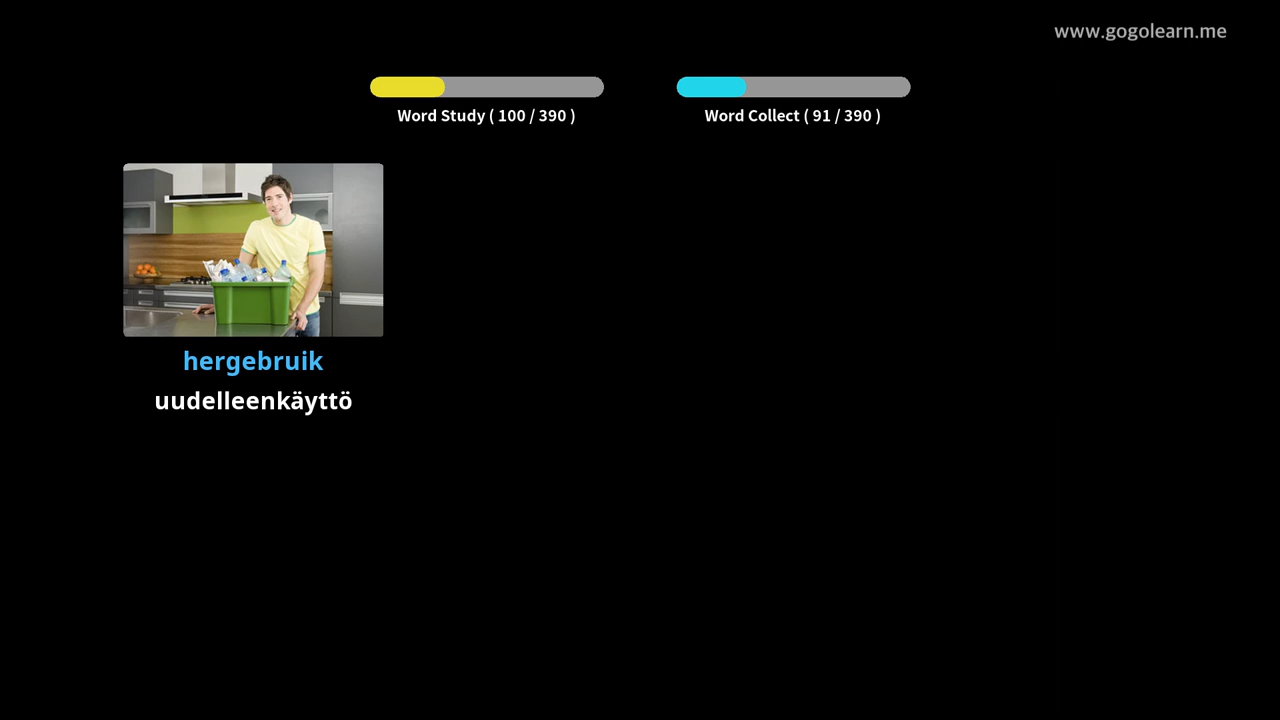 www.gogolearn.me
Word Study ( 100 / 390 )
Word Collect ( 91 / 390 )
hergebruik
uudelleenkäyttö